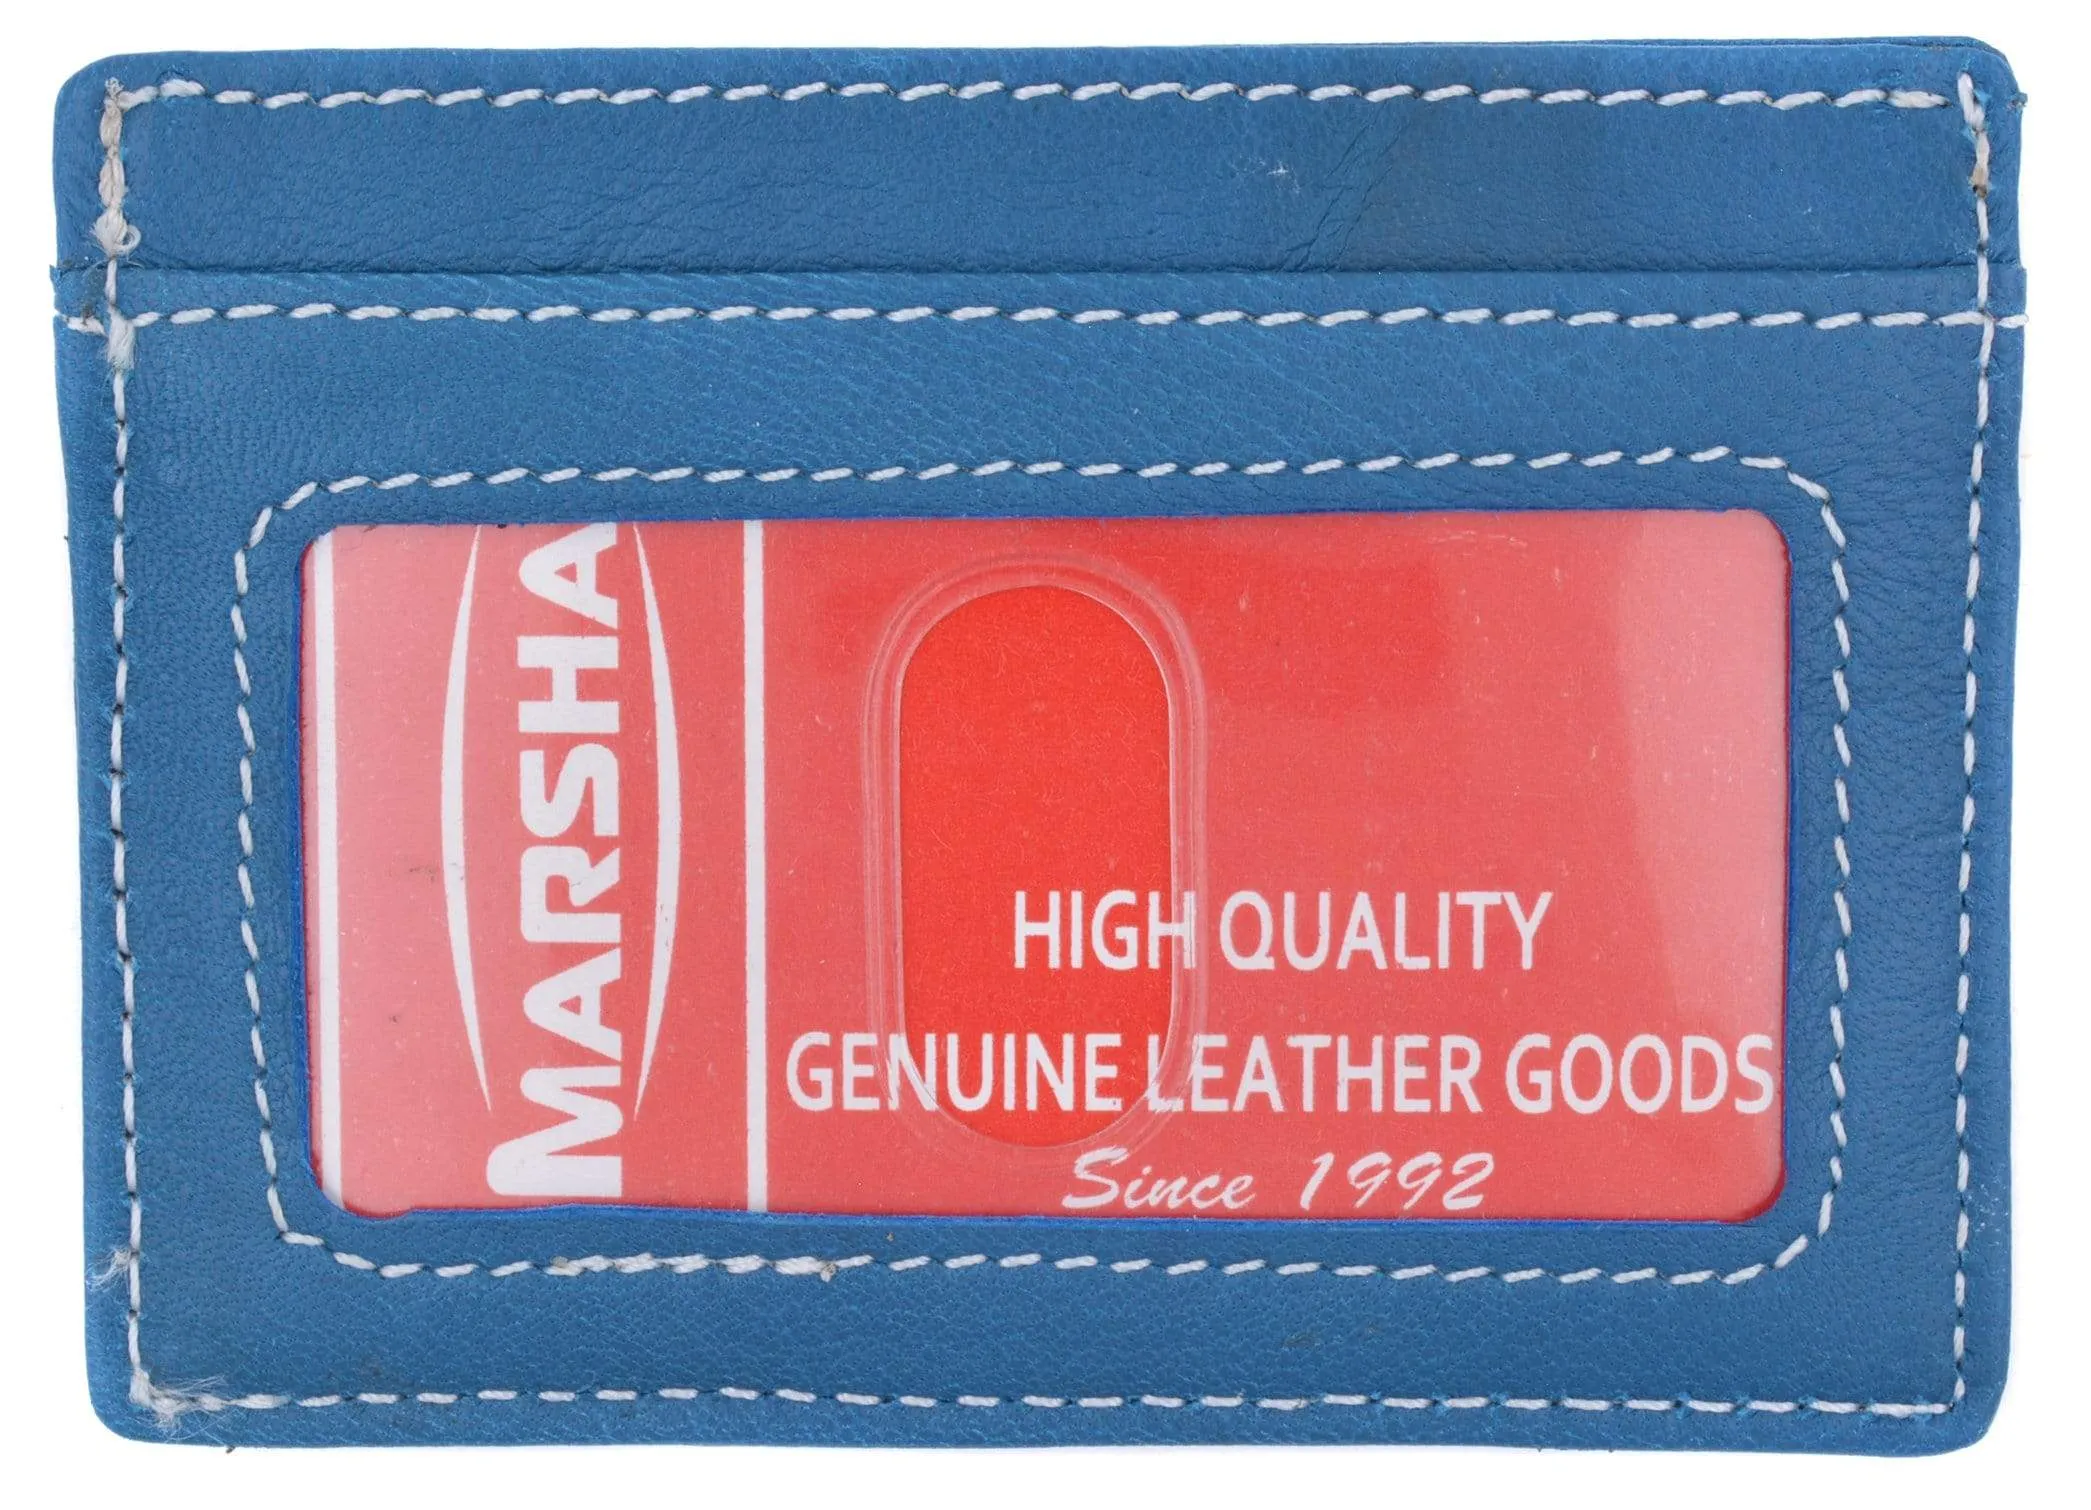 MARSHA
HIGH QUALITY
GENUINE LEATHER GOODS
Since 1992